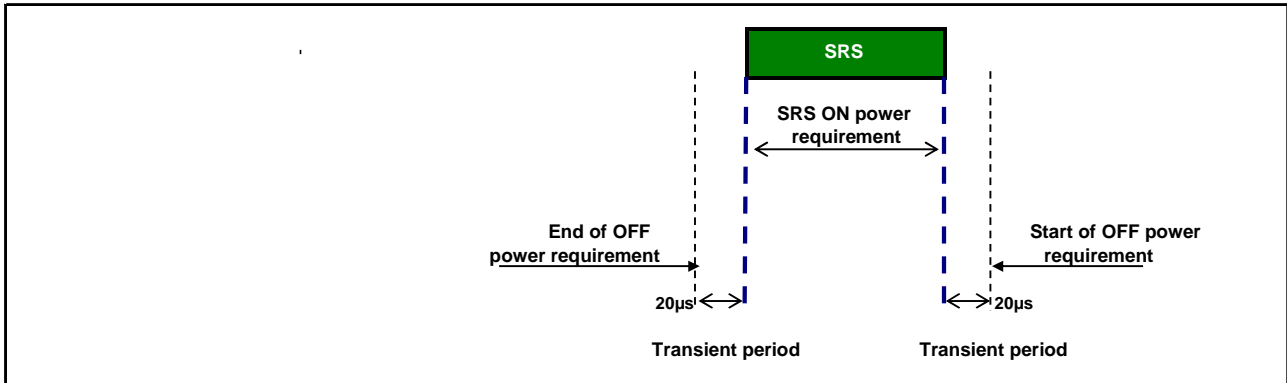 SRS
SRS ON power
requirement
End of OFF
power requirement
Start of OFF power
requirement
20µs
20µs
Transient period
Transient period